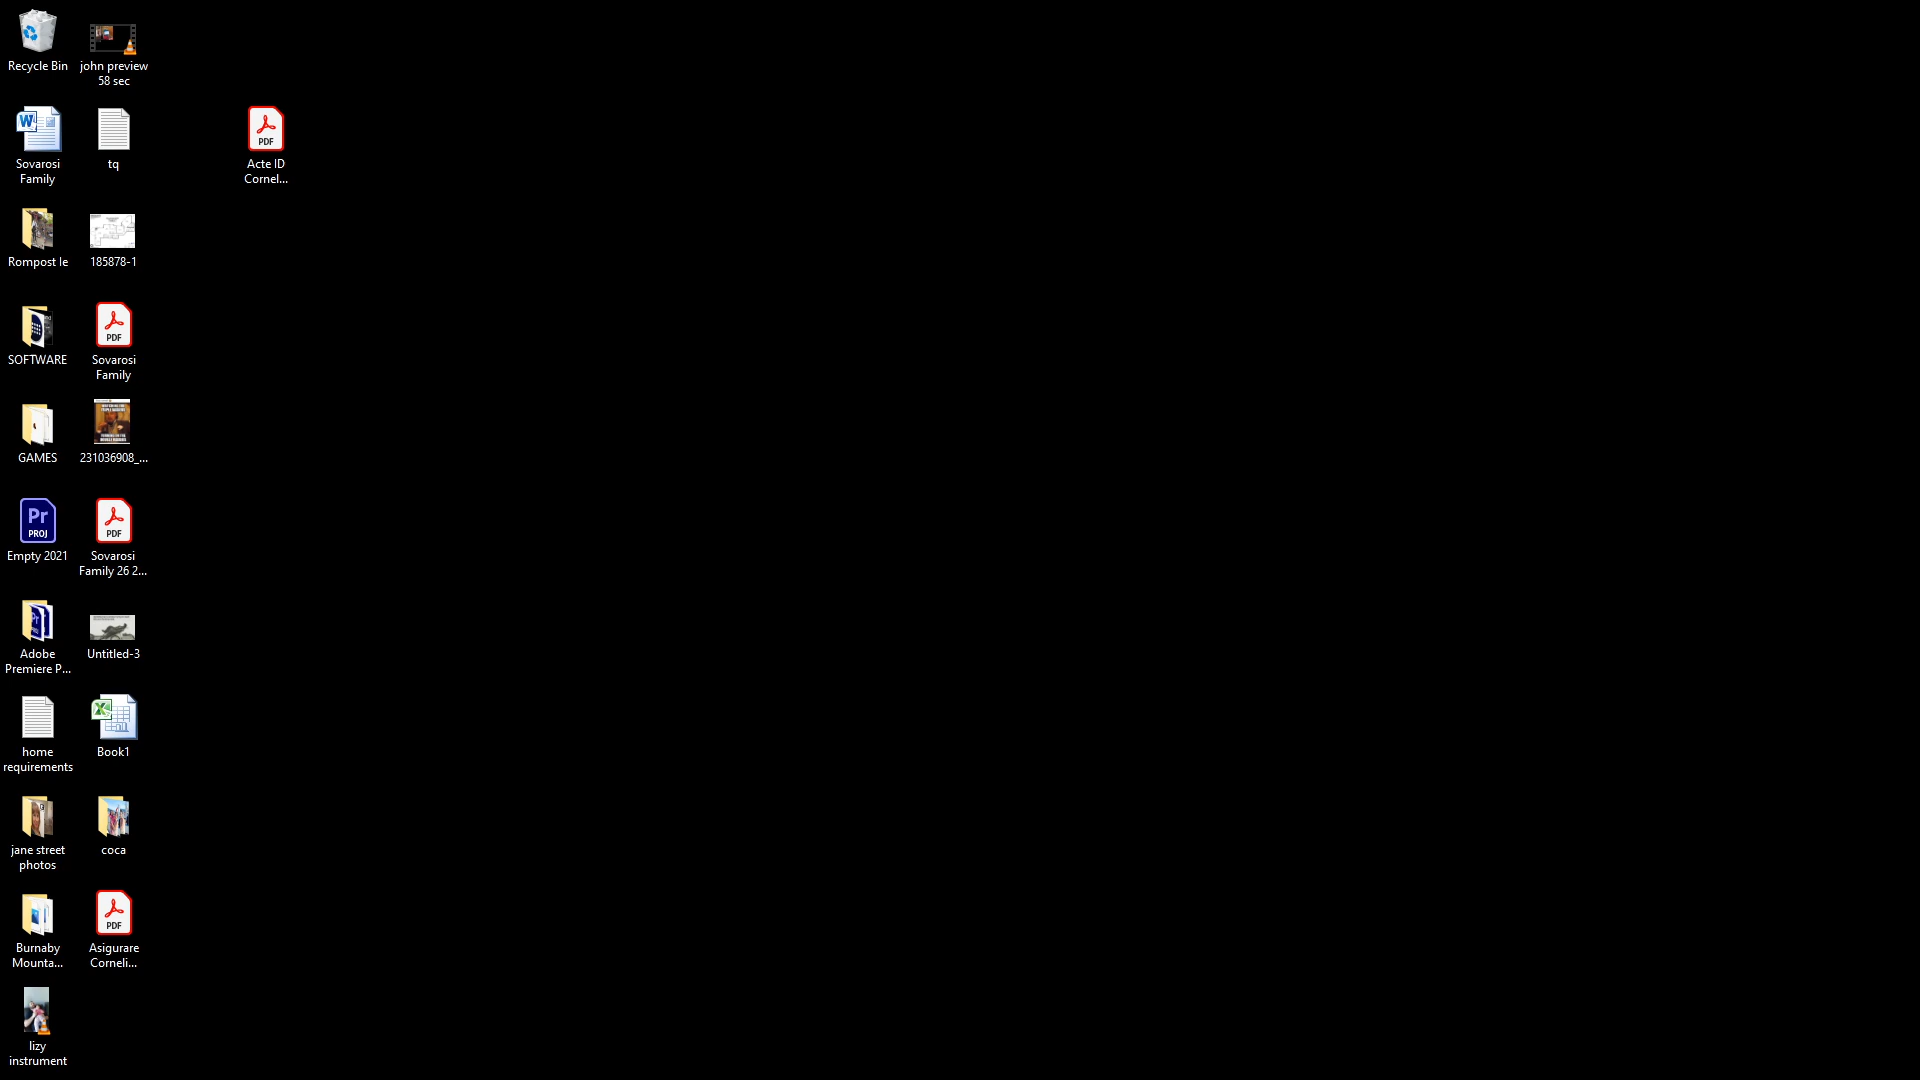 Recycle Bin
john preview
58 sec
Sovarosi
Family
tq
PDF
Acte ID
Cornel...
Rompost le
185878-1
SOFTWARE
PDF
Sovarosi
Family
GAMES
231036908_...
Pr
PROJ
Empty 2021
PDF
Sovarosi
Family 26 2...
Adobe
Premiere P...
Untitled-3
home
requirements
Book1
jane street
photos
coca
Burnaby
Mounta...
PDF
Asigurare
Corneli...
lizy
instrument